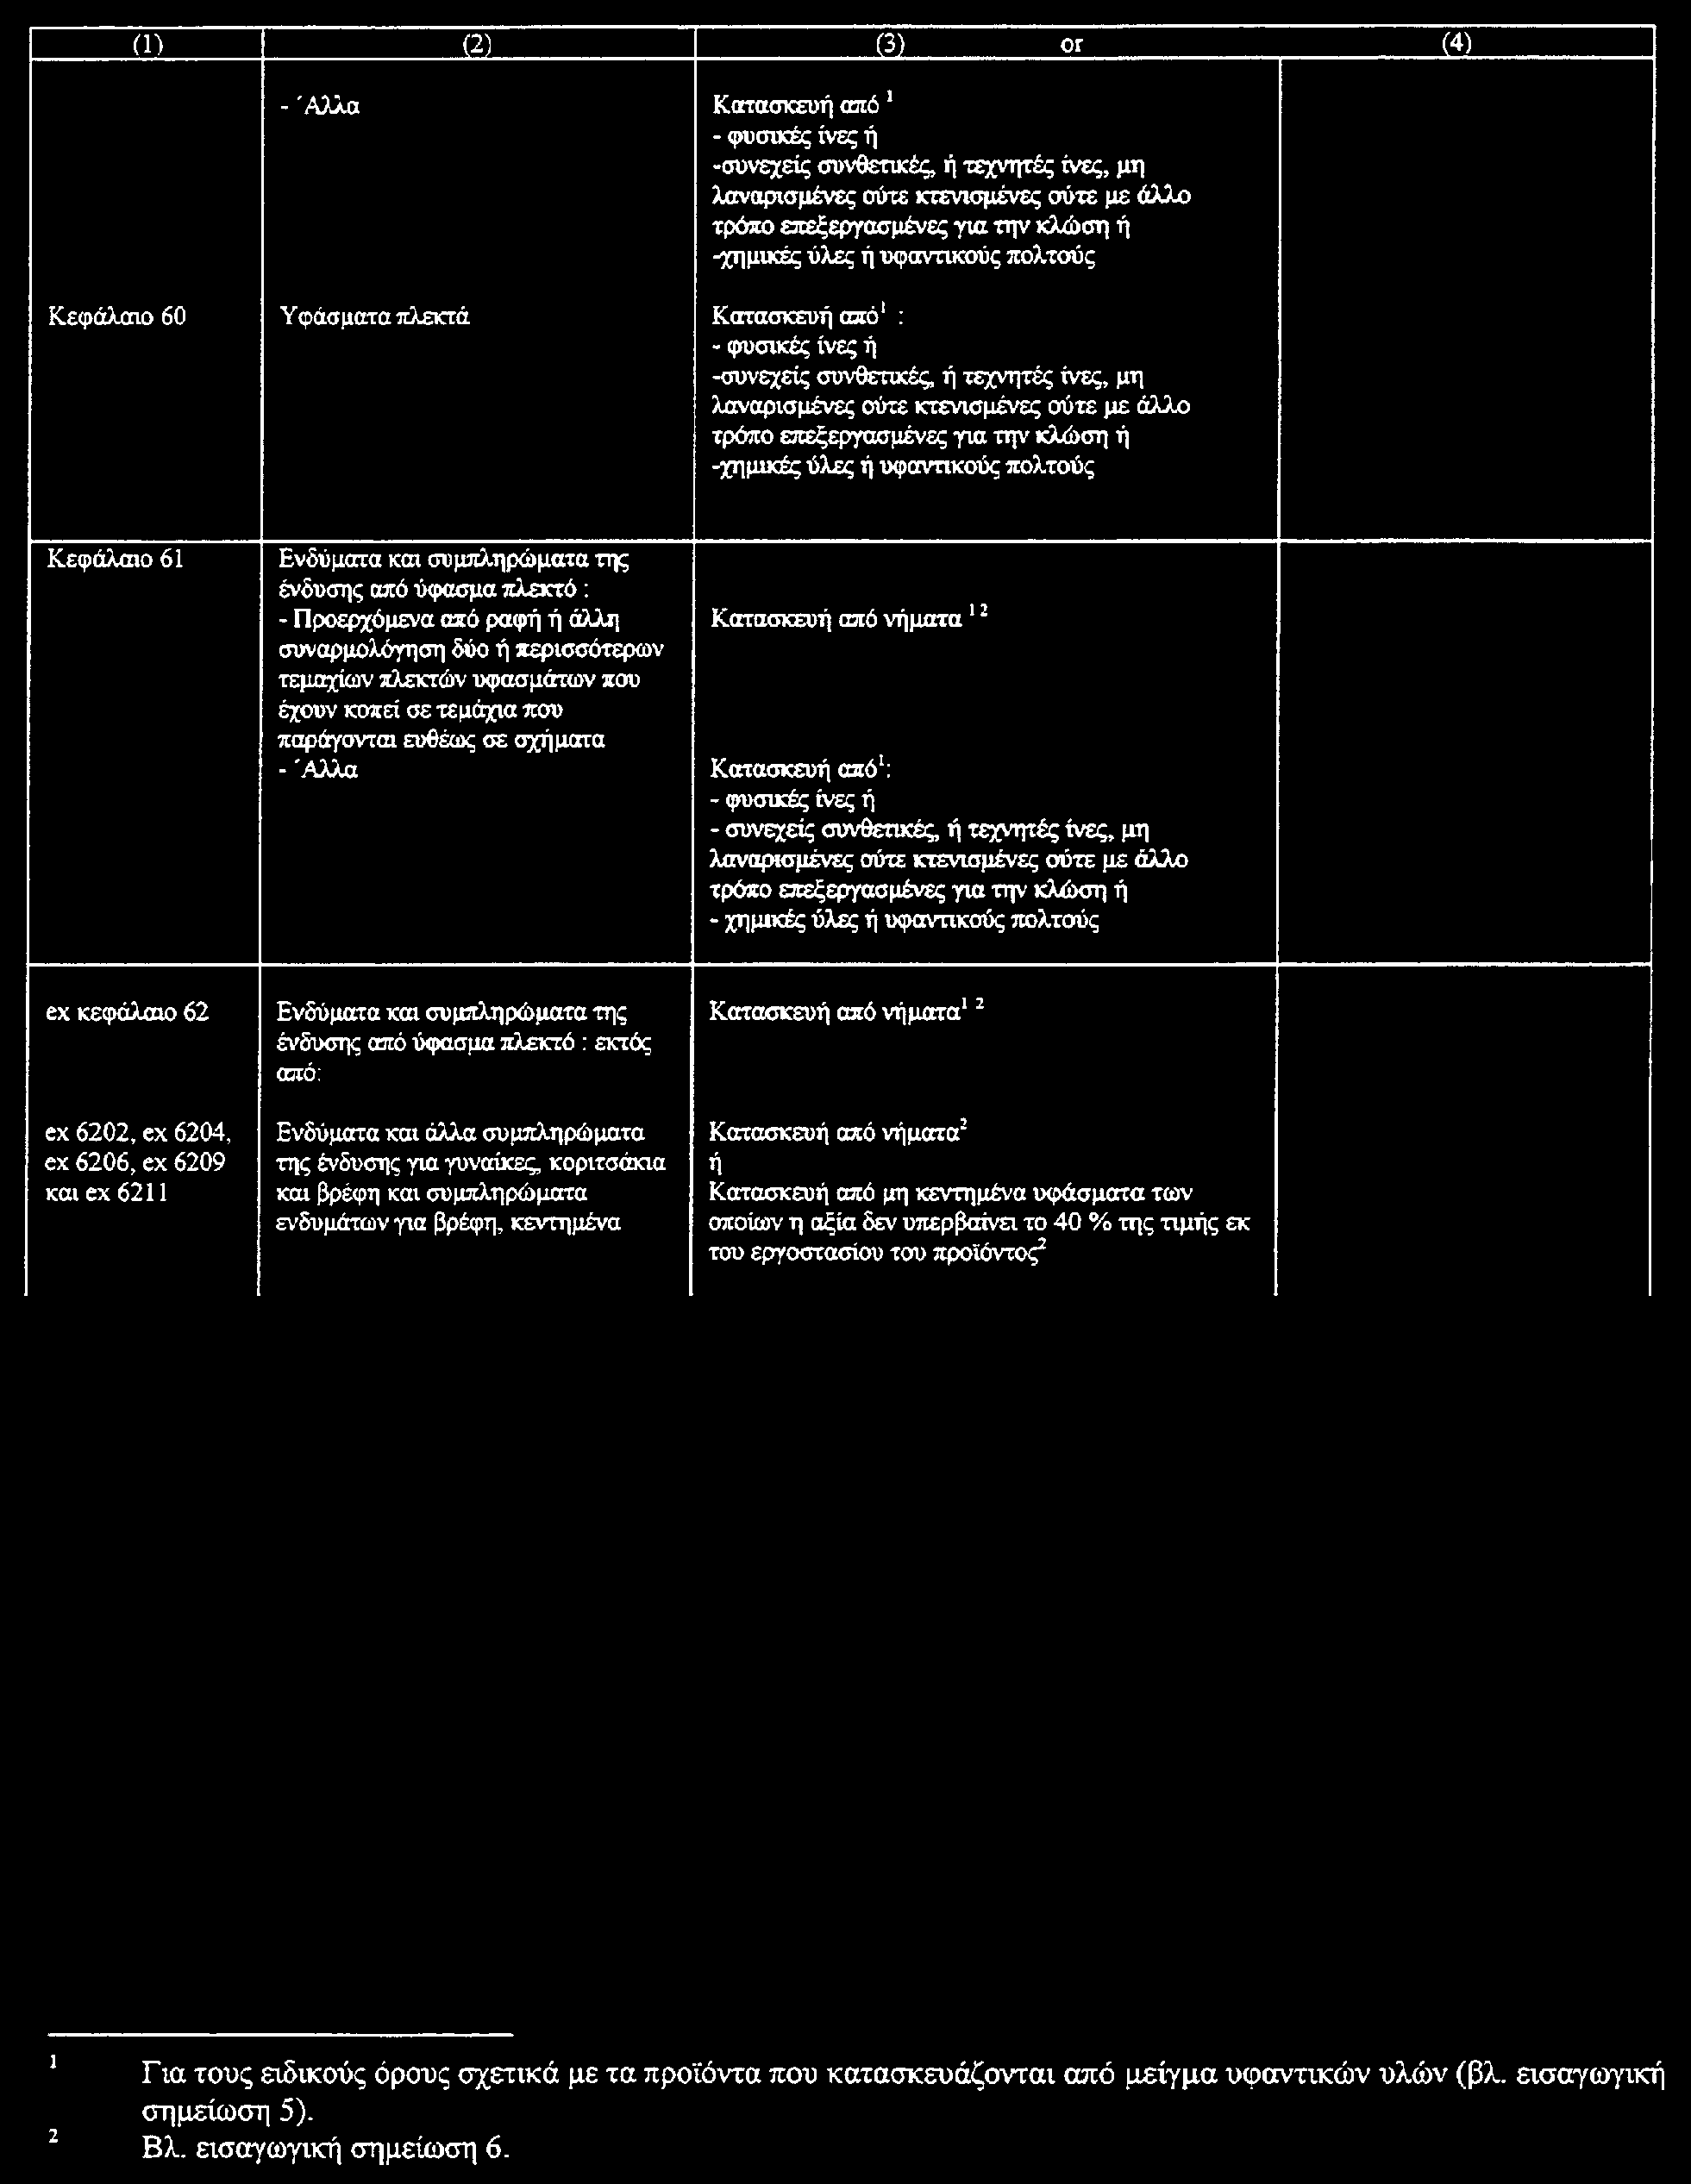 (1) (2) (3) or (4)
- Άλλα
Κατασκευή από 1
- φυσικές ίνες ή
-συνεχείς συνθετικές, ή τεχνητές ίνες, μη
λαναρισμένες ούτε κτενισμένες ούτε με άλλο
τρόπο επεξεργασμένες για την κλώση ή
-χημικές ύλες ή υφαντικούς πολτούς
Κεφάλαιο 60
Υφάσματα πλεκτά
Κατασκευή από1 :
- φυσικές ίνες ή
-συνεχείς συνθετικές, ή τεχνητές ίνες, μη
λαναρισμένες ούτε κτενισμένες ούτε με άλλο
τρόπο επεξεργασμένες για την κλώση ή
-χημικές ύλες ή υφαντικούς πολτούς
Κεφάλαιο 61
Ενδύματα και συμπληρώματα της
ένδυσης από ύφασμα πλεκτό :
- Προερχόμενα από ραφή ή άλλη
συναρμολόγηση δύο ή περισσότερων
τεμαχίων πλεκτών υφασμάτων που
έχουν κοπεί σε τεμάχια που
παράγονται ευθέως σε σχήματα
Κατασκευή από νήματα 1 2
- Άλλα
Κατασκευή από1:
- φυσικές ίνες ή
- συνεχείς συνθετικές, ή τεχνητές ίνες, μη
λαναρισμένες ούτε κτενισμένες ούτε με άλλο
τρόπο επεξεργασμένες για την κλώση ή
- χημικές ύλες ή υφαντικούς πολτούς
ex κεφάλαιο 62
Ενδύματα και συμπληρώματα της
ένδυσης από ύφασμα πλεκτό : εκτός
από:
Κατασκευή από νήματα1 2
ex 6202, ex 6204,
ex 6206, ex 6209
και ex 6211
Ενδύματα και άλλα συμπληρώματα
της ένδυσης για γυναίκες, κοριτσάκια
και βρέφη και συμπληρώματα
ενδυμάτων για βρέφη, κεντημένα
Κατασκευή από νήματα2
ή
Κατασκευή από μη κεντημένα υφάσματα των
οποίων η αξία δεν υπερβαίνει το 40 % της τιμής εκ
του εργοστασίου του προϊόντος2
1 Για τους ειδικούς όρους σχετικά με τα προϊόντα που κατασκευάζονται από μείγμα υφαντικών υλών (βλ. εισαγωγική
σημείωση 5).
2 Βλ. εισαγωγική σημείωση 6.